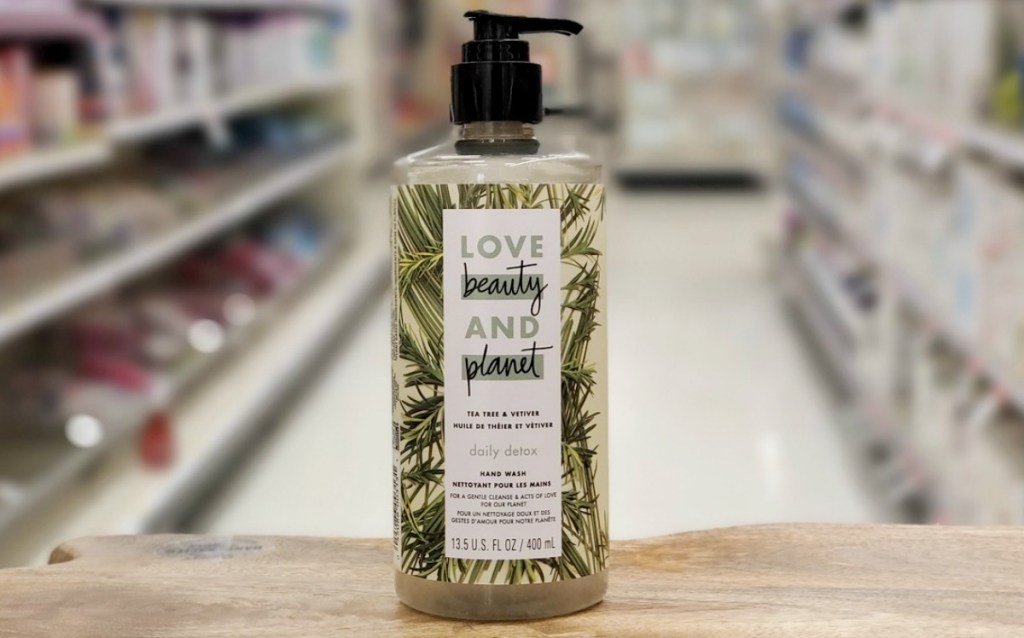 LOVE
beauty
AND
planet
TEA TREE & VETIVER
HUILE DE THÉIER ET VÉTIVER
daily detox
HAND WASH
NETTOYANT POUR LES MAINS
FOR A GENTLE CLEANSE & ACTS OF LOVE
FOR OUR PLANET
POUR UN NETTOYAGE DOUX ET DES
GESTES D'AMOUR POUR NOTRE PLANÈTE
13.5 U.S. FL OZ / 400 mL